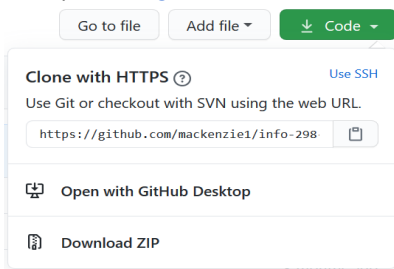 Go to file Add file Code
Clone with HTTPS ?
Use SSH
Use Git or checkout with SVN using the web URL.
https://github.com/mackenzie1/info-298
Open with GitHub Desktop
Download ZIP